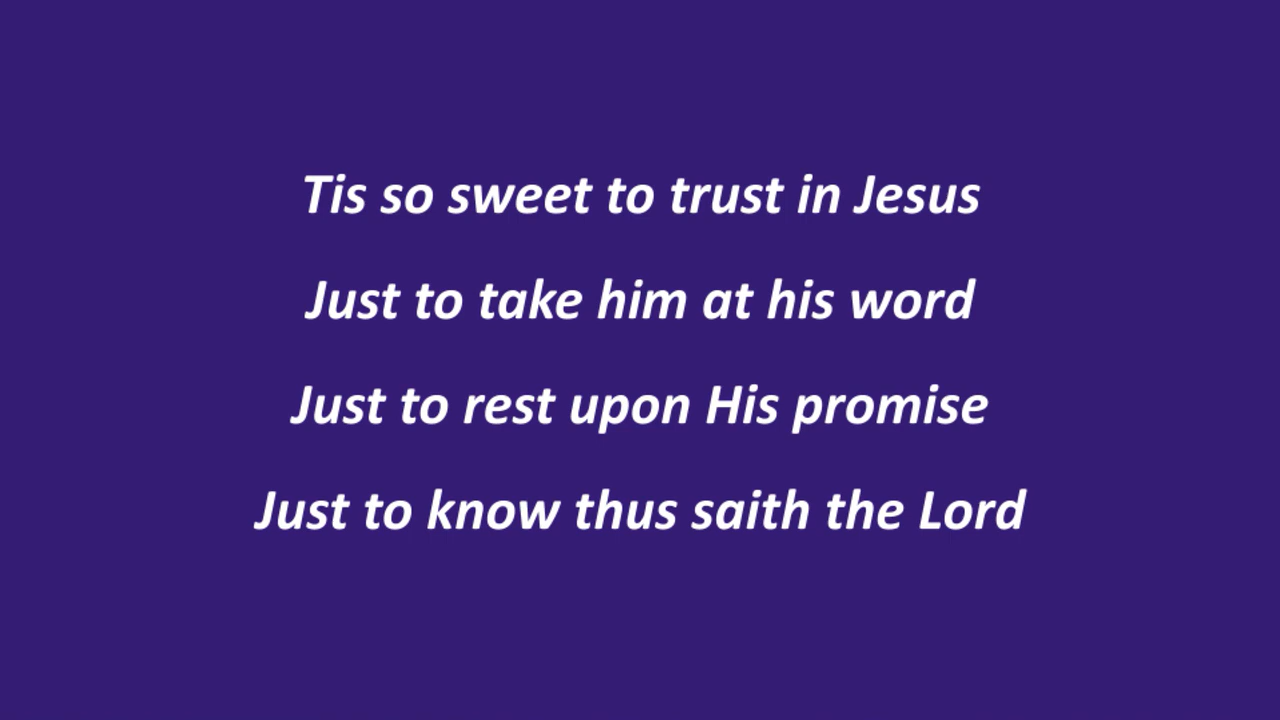 Tis so sweet to trust in Jesus
Just to take him at his word
Just to rest upon His promise
Just to know thus saith the Lord